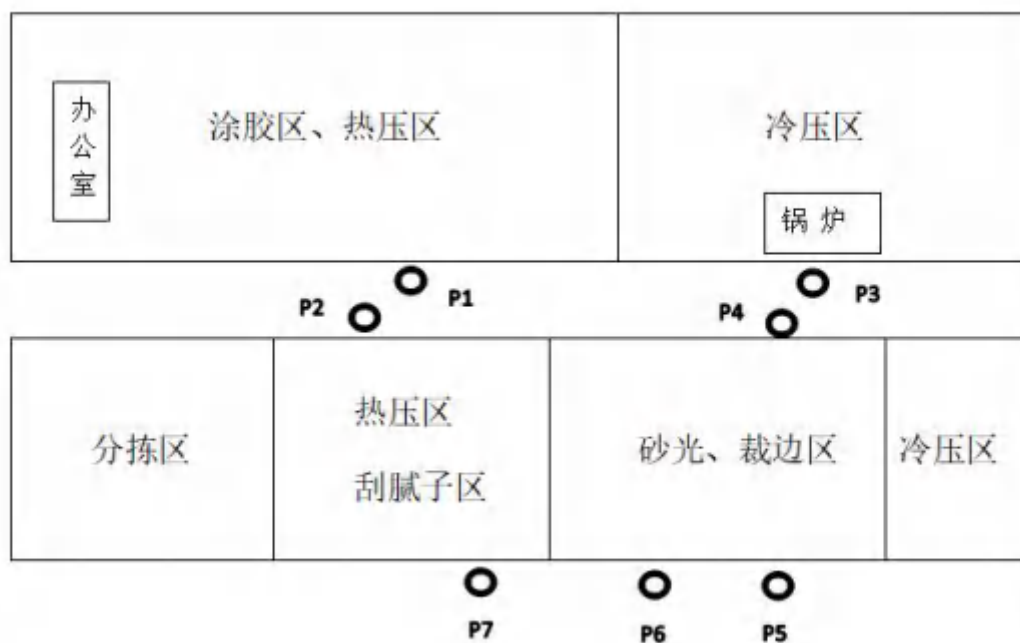 办公室
涂胶区、热压区
冷压区
锅 炉
P1
P2
P3
P4
分拣区
热压区
刮腻子区
砂光、裁边区
冷压区
P7
P6
P5